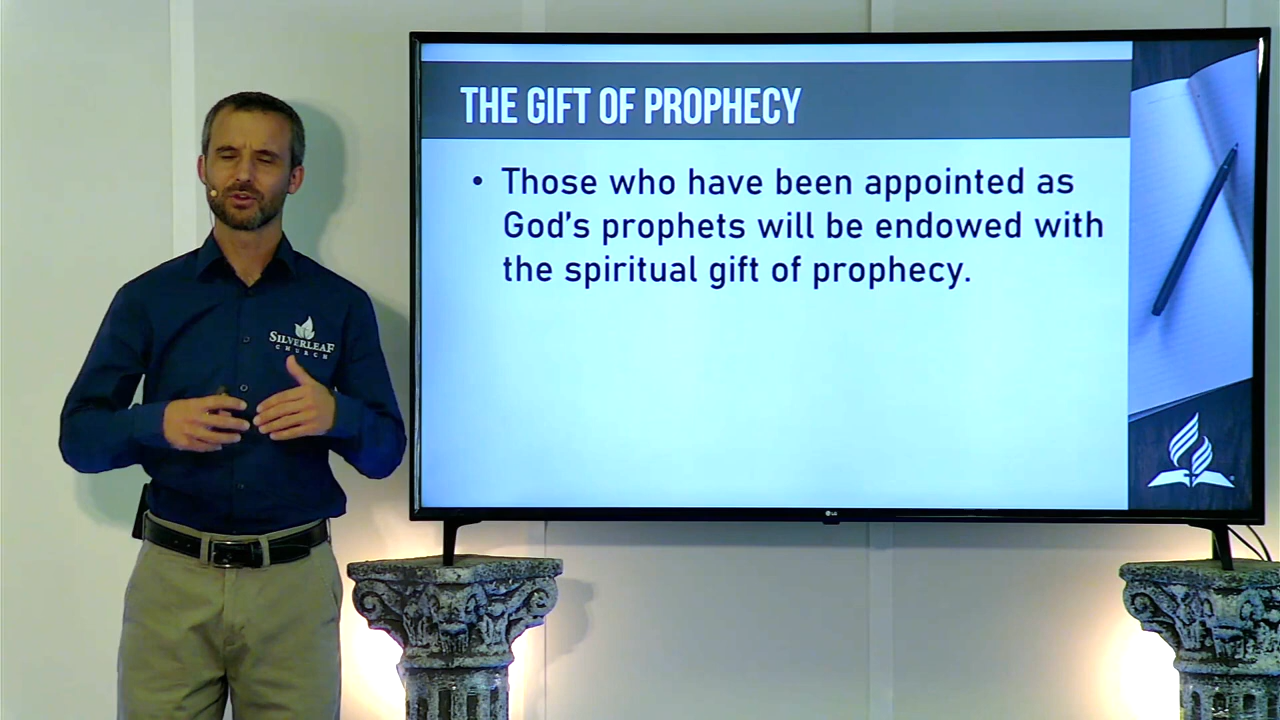 THE GIFT OF PROPHECY
• Those who have been appointed as
God's prophets will be endowed with
the spiritual gift of prophecy.
SILVERLEAF
CHURCH
LG